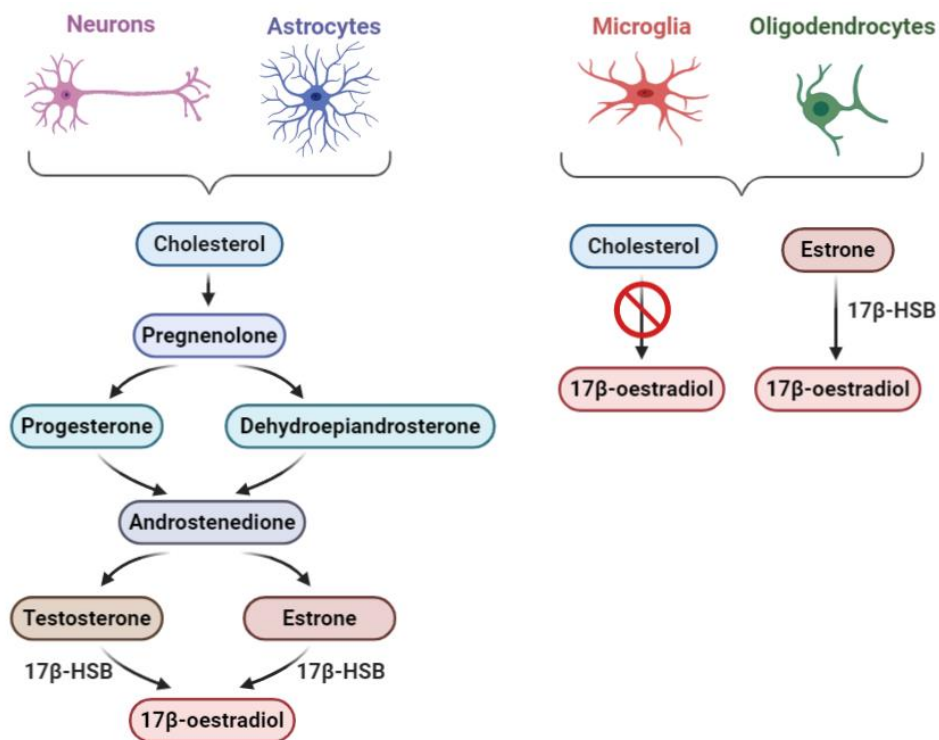 Neurons
Astrocytes
Cholesterol
Pregnenolone
Progesterone
Dehydroepiandrosterone
Androstenedione
Testosterone
Estrone
17β-HSB
17β-HSB
17β-oestradiol
Microglia
Oligodendrocytes
Cholesterol
Estrone
17β-HSB
17β-oestradiol
17β-oestradiol